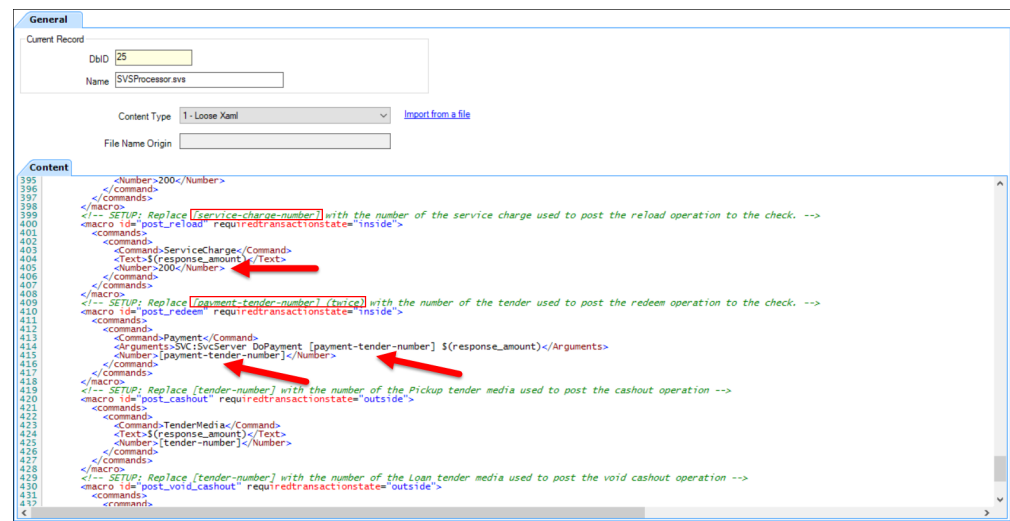 General
Current Record
DbID 25
Name SVSProcessor.svs
Content Type 1 - Loose Xaml Import from a file
File Name Origin
Content
395 <Number>200</Number>
396 </command>
397 </commands>
398 </macro>
399 <!-- SETUP: Replace [service-charge-number] with the number of the service charge used to post the reload operation to the check. -->
400 <macro id="post_reload" requiredtransactionstate="inside">
401 <commands>
402 <command>
403 <Command>ServiceCharge</Command>
404 <Text>$(response_amount)</Text>
405 <Number>200</Number>
406 </command>
407 </commands>
408 </macro>
409 <!-- SETUP: Replace [payment-tender-number] (twice) with the number of the tender used to post the redeem operation to the check. -->
410 <macro id="post_redeem" requiredtransactionstate="inside">
411 <commands>
412 <command>
413 <Command>Payment</Command>
414 <Arguments>SVC:SvcServer DoPayment [payment-tender-number] $(response_amount)</Arguments>
415 <Number>[payment-tender-number]</Number>
416 </command>
417 </commands>
418 </macro>
419 <!-- SETUP: Replace [tender-number] with the number of the Pickup tender media used to post the cashout operation -->
420 <macro id="post_cashout" requiredtransactionstate="outside">
421 <commands>
422 <command>
423 <Command>TenderMedia</Command>
424 <Text>$(response_amount)</Text>
425 <Number>[tender-number]</Number>
426 </command>
427 </commands>
428 </macro>
429 <!-- SETUP: Replace [tender-number] with the number of the Loan tender media used to post the void cashout operation -->
430 <macro id="post_void_cashout" requiredtransactionstate="outside">
431 <commands>
432 <command>